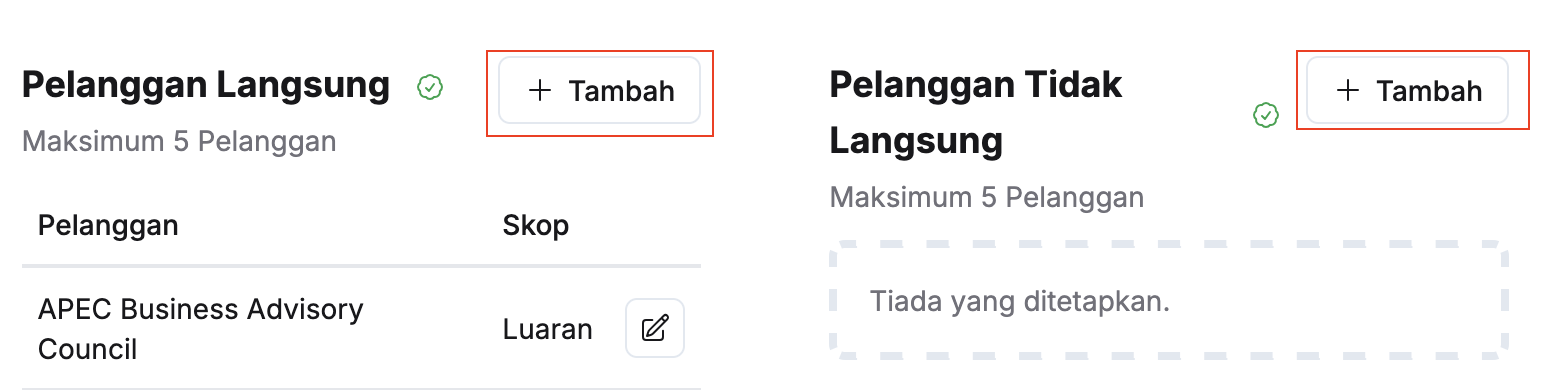 Pelanggan Langsung
+ Tambah
Maksimum 5 Pelanggan
Pelanggan Skop
APEC Business Advisory
Council
Luaran
Pelanggan Tidak
Langsung
+ Tambah
Maksimum 5 Pelanggan
Tiada yang ditetapkan.